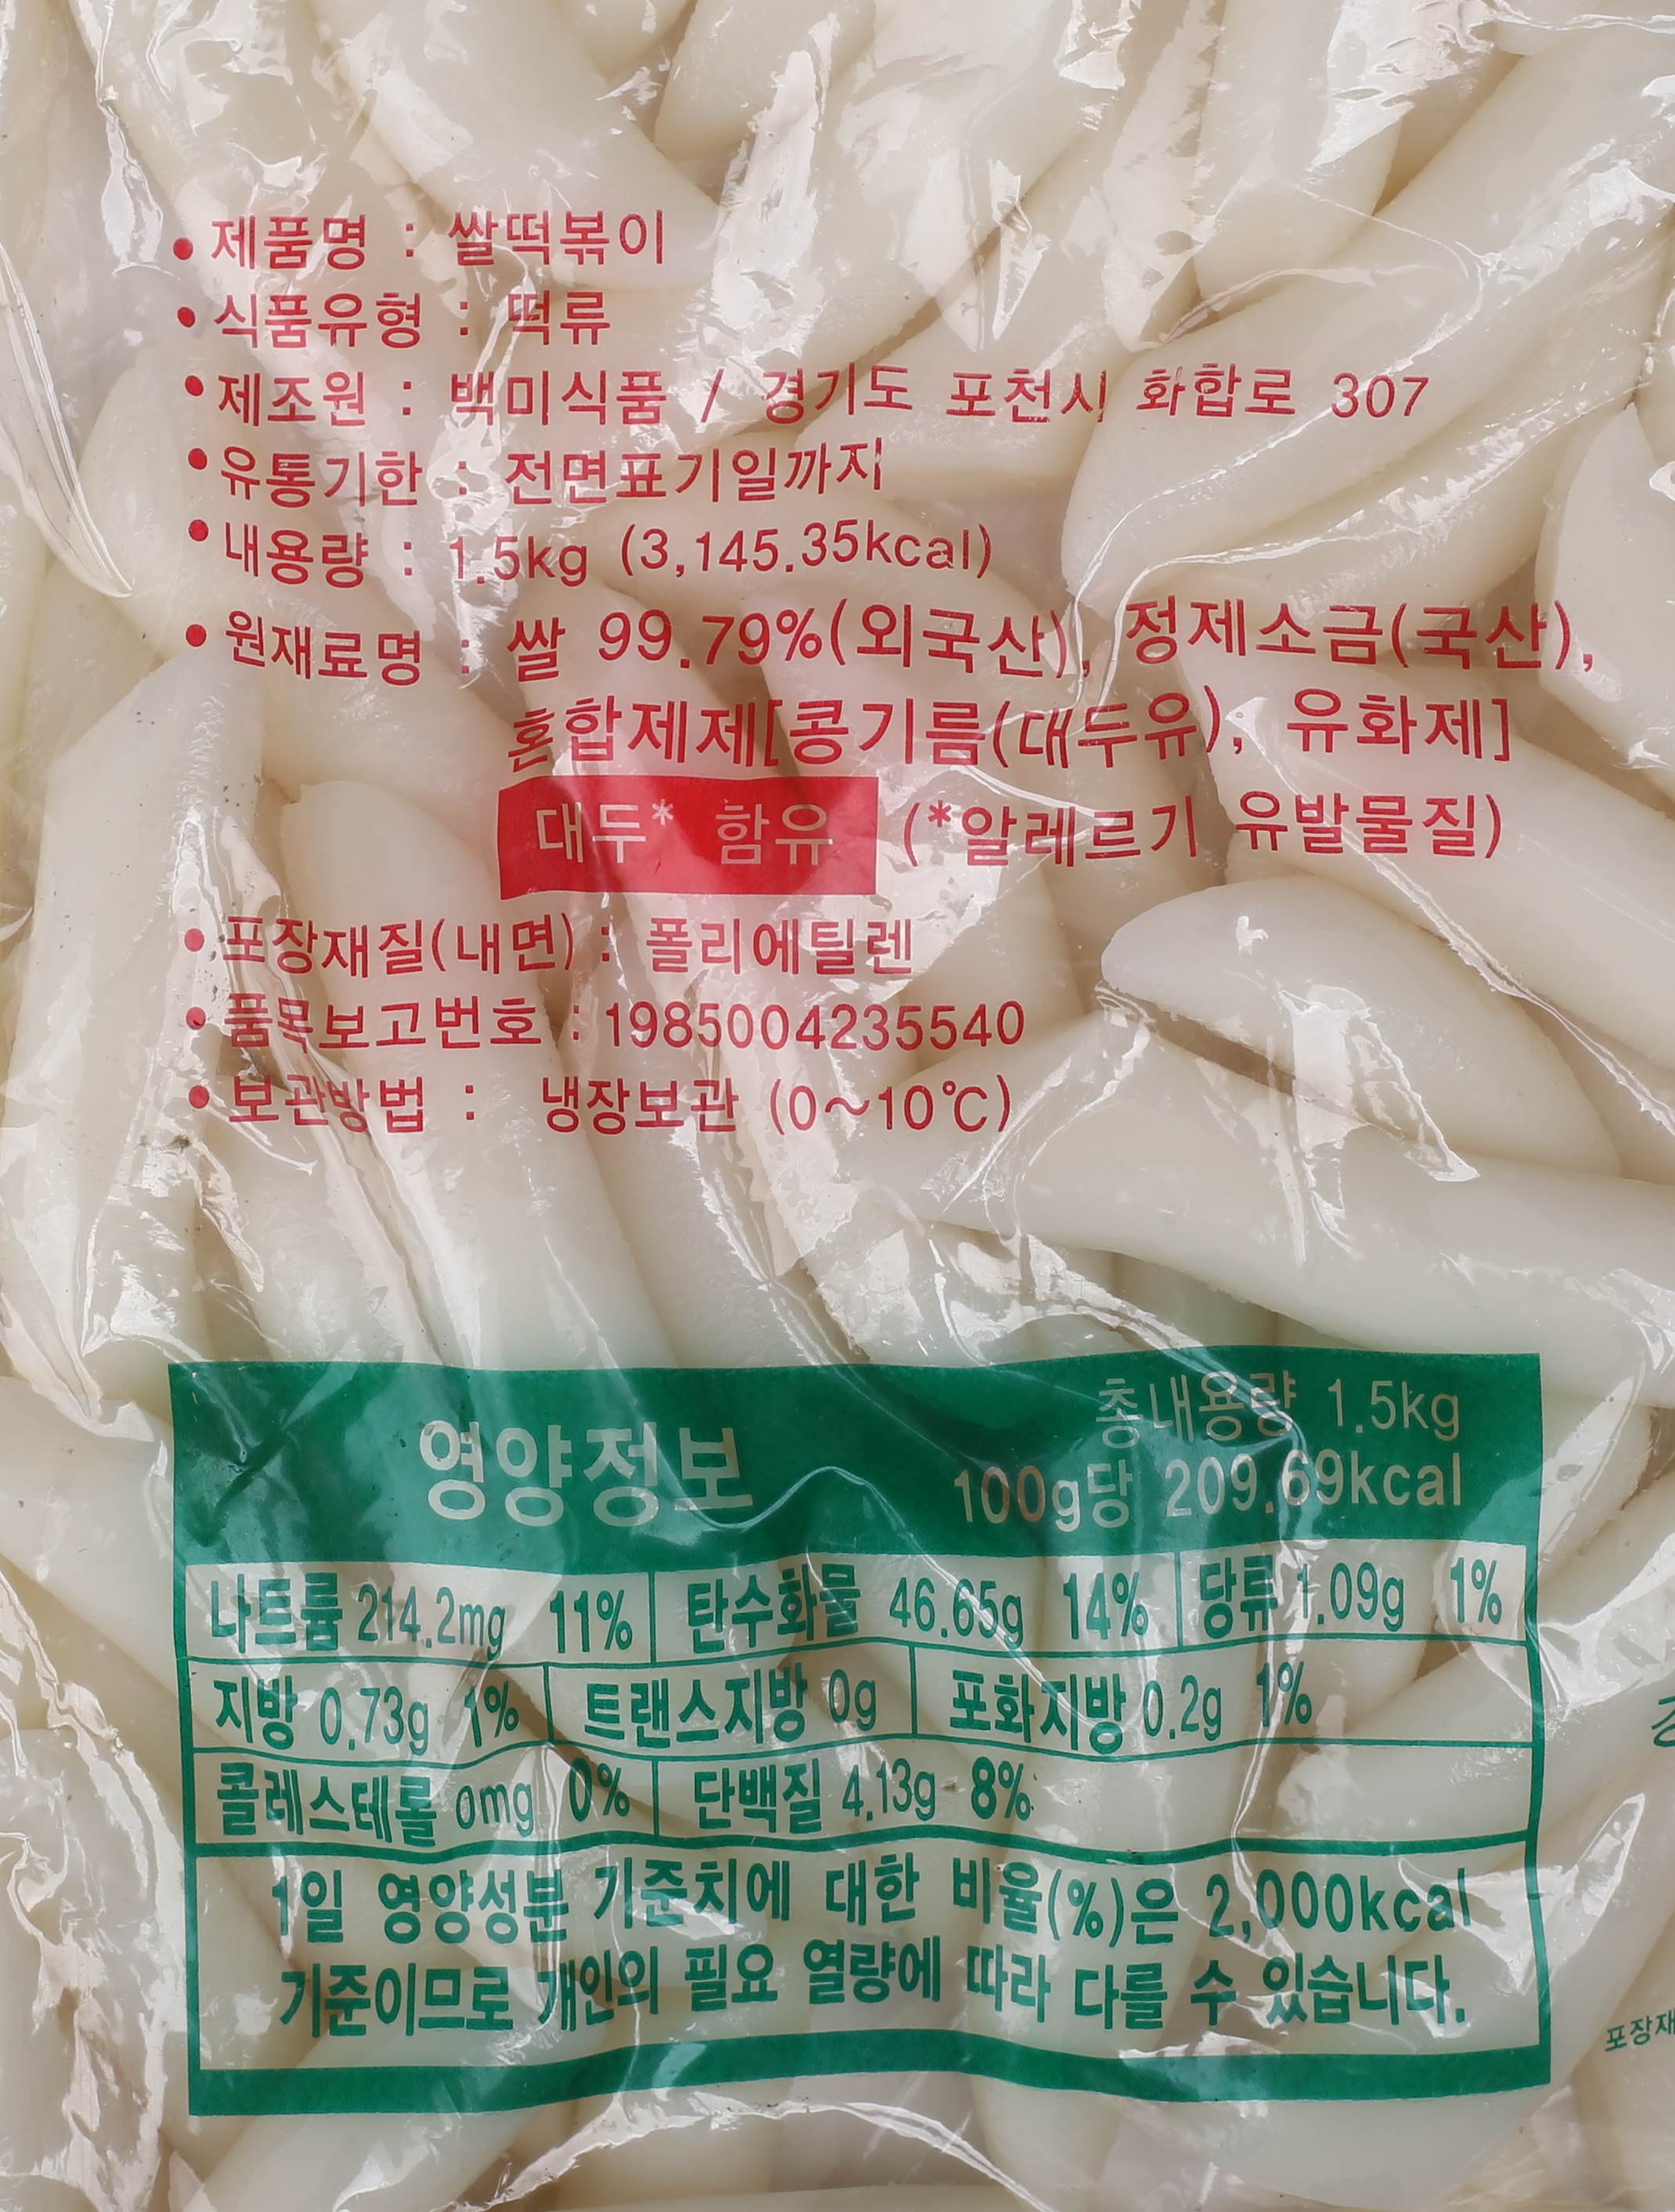 • 제품명 : 쌀떡볶이
• 식품유형 : 떡류
• 제조원 : 백미식품 / 경기도 포천시 화합로 307
• 유통기한 : 전면표기일까지
• 내용량 : 1.5kg (3,145.35kcal)
• 원재료명 : 쌀 99.79%(외국산), 정제소금(국산),
혼합제제[콩기름(대두유), 유화제]
대두* 함유 (*알레르기 유발물질)
• 포장재질(내면) : 폴리에틸렌
• 품목보고번호 : 1985004235540
• 보관방법 : 냉장보관 (0~10℃)
영양정보
총내용량 1.5kg
100g당 209.69kcal
나트륨 214.2mg 11% 탄수화물 46.65g 14% 당류 1.09g 1%
지방 0.73g 1% 트랜스지방 0g 포화지방 0.2g 1%
콜레스테롤 0mg 0% 단백질 4.13g 8%
1일 영양성분 기준치에 대한 비율(%)은 2,000kcal
기준이므로 개인의 필요 열량에 따라 다를 수 있습니다.